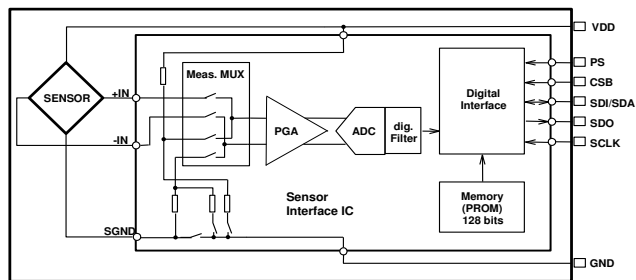 VDD
PS
CSB
SDI/SDA
SDO
SCLK
GND
SENSOR
+IN
-IN
SGND
Meas. MUX
PGA
ADC
dig.
Filter
Digital
Interface
Memory
(PROM)
128 bits
Sensor
Interface IC